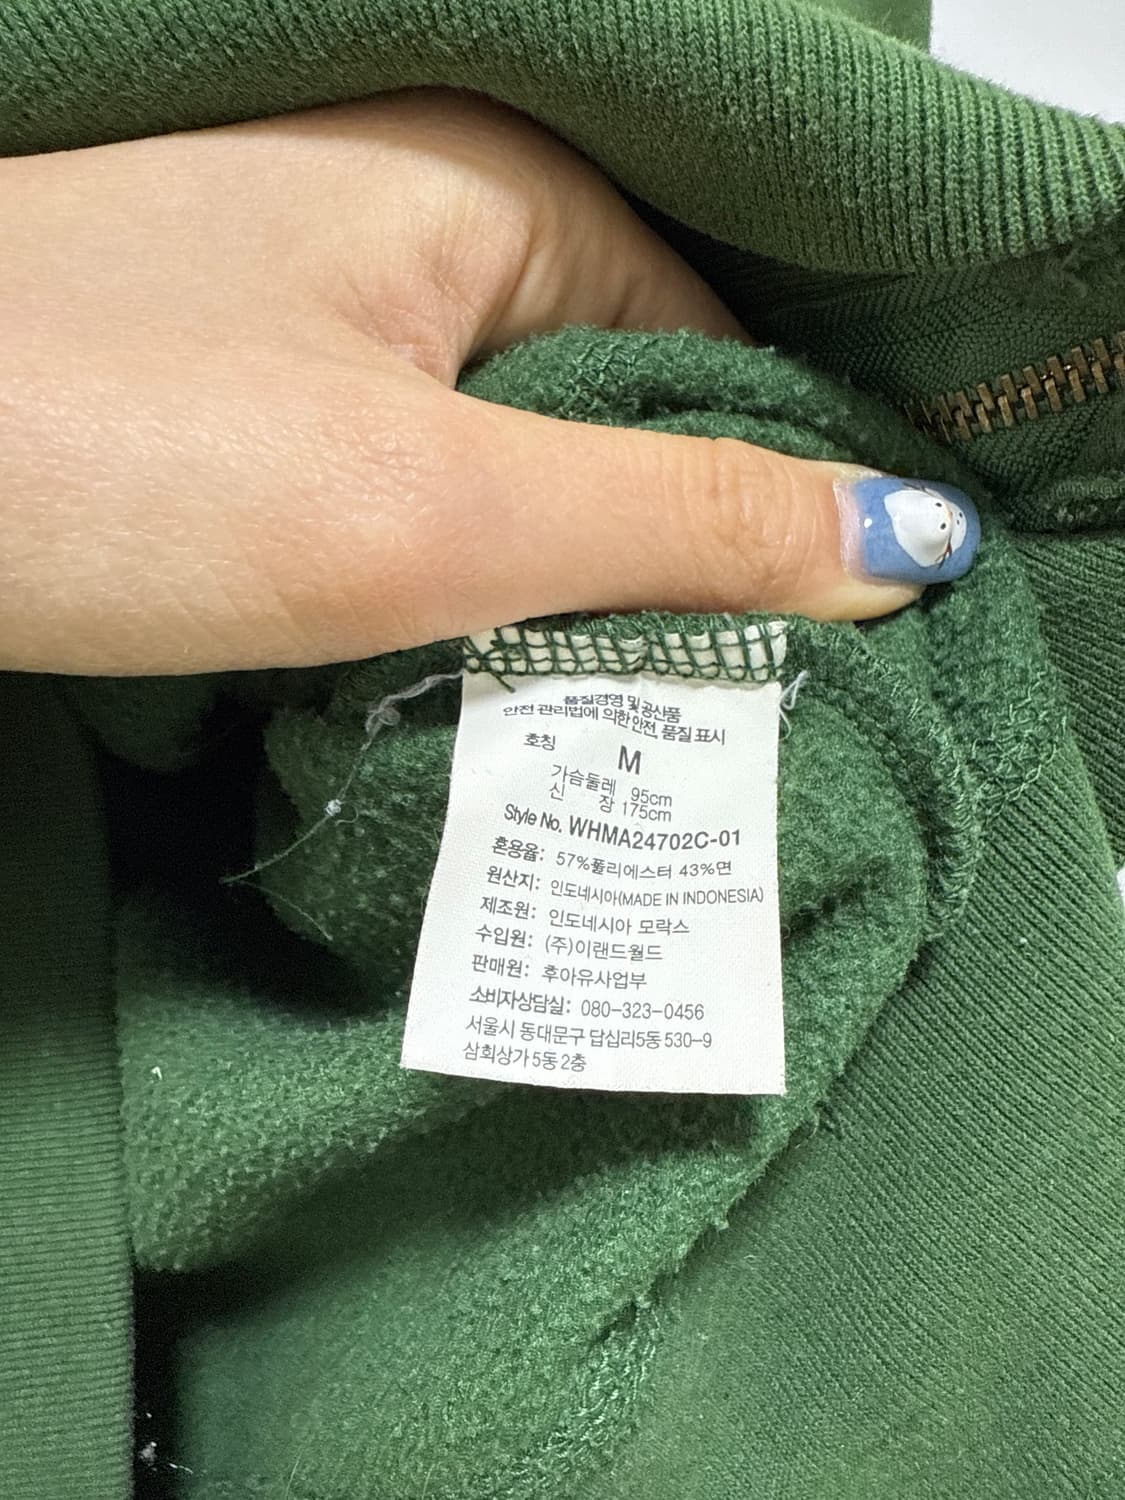 품질경영 및 공산품
안전 관리법에 의한 안전 품질 표시
호칭 M
가슴둘레 95cm
신 장 175cm
Style No. WHMA24702C-01
혼용율: 57%폴리에스터 43%면
원산지: 인도네시아(MADE IN INDONESIA)
제조원: 인도네시아 모락스
수입원: (주)이랜드월드
판매원: 후아유사업부
소비자상담실: 080-323-0456
서울시 동대문구 답십리5동 530-9
삼희상가 5동 2층